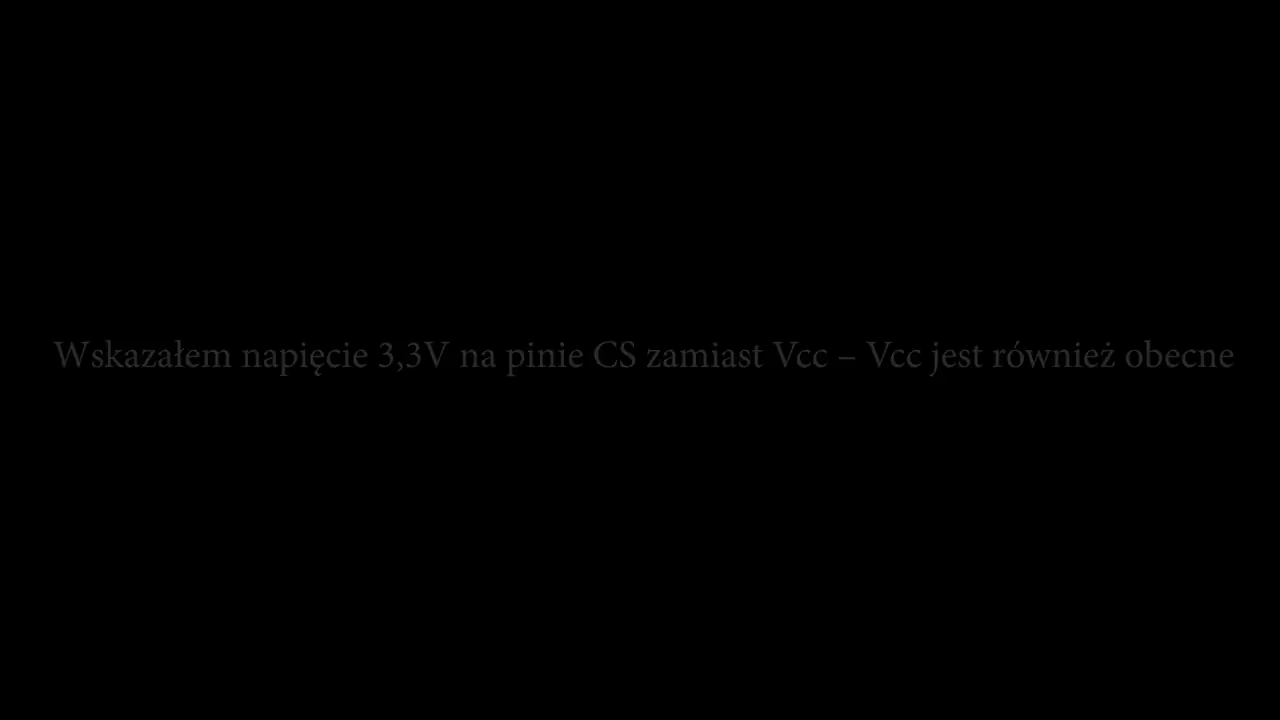 Wskazałem napięcie 3,3V na pinie CS zamiast Vcc – Vcc jest również obecne